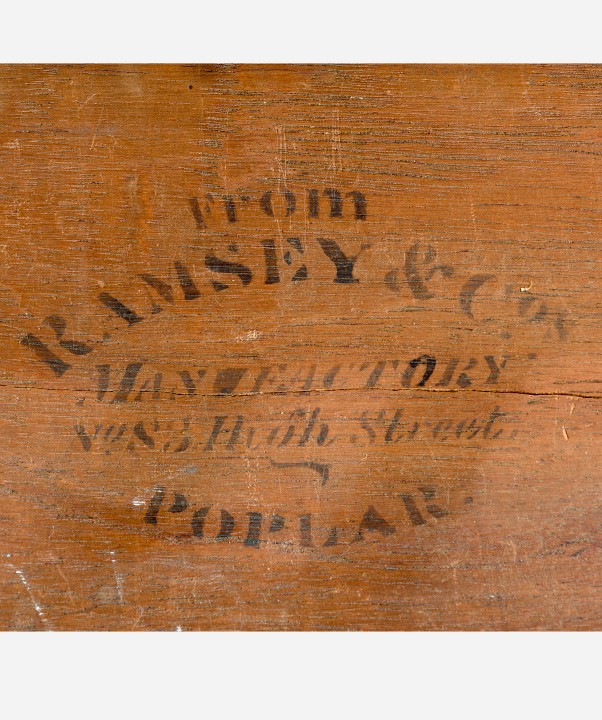 From
RAMSEY & Co's
MANUFACTORY
High Street
POPLAR.